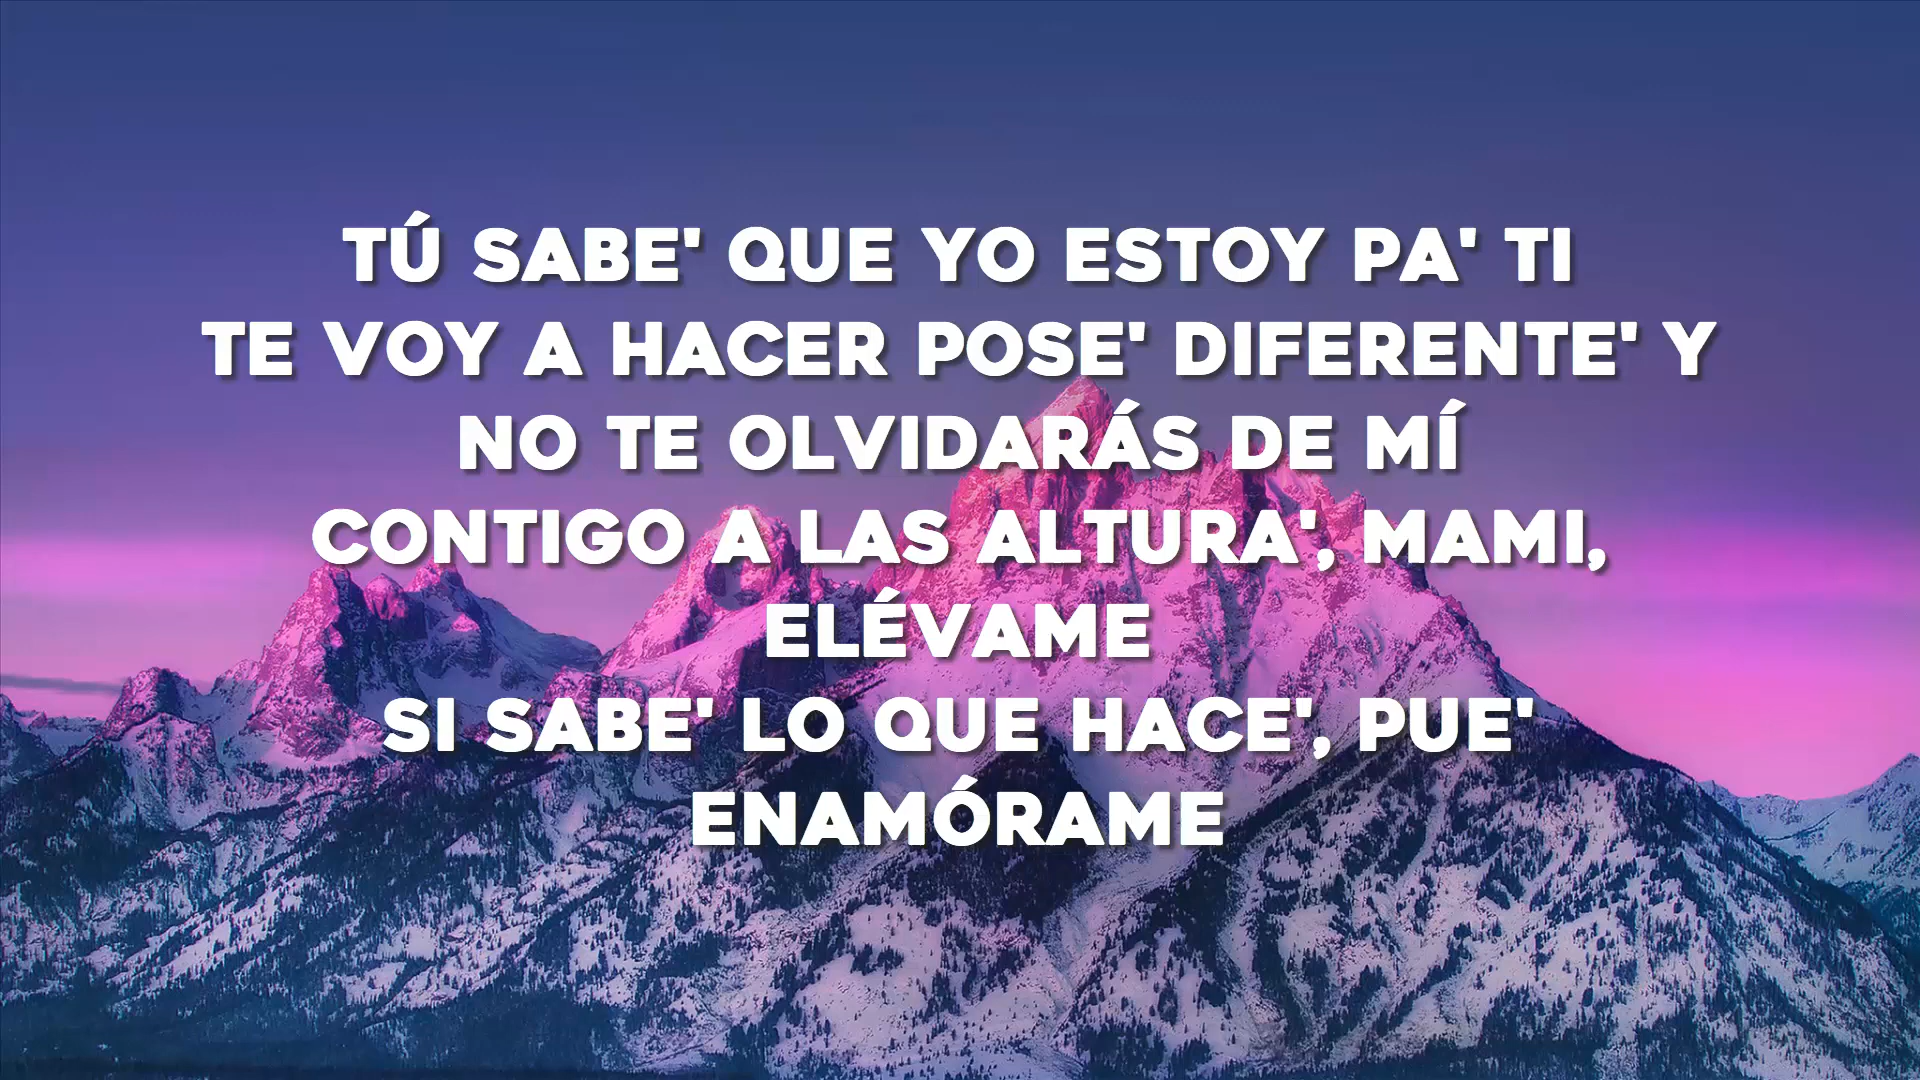 TÚ SABE' QUE YO ESTOY PA' TI
TE VOY A HACER POSE' DIFERENTE' Y
NO TE OLVIDARÁS DE MÍ
CONTIGO A LAS ALTURA', MAMI,
ELÉVAME
SI SABE' LO QUE HACE', PUE'
ENAMÓRAME